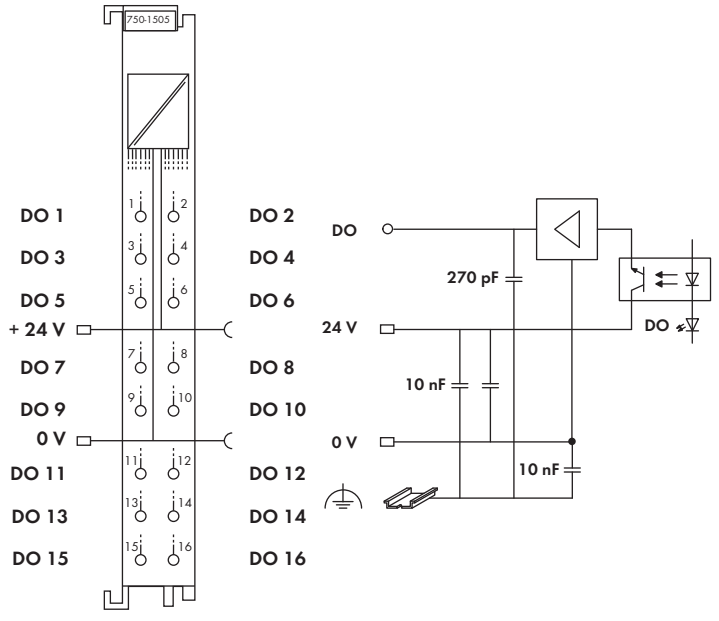 750-1505
1 2
DO 1 DO 2
DO
3 4
DO 3 DO 4
270 pF
5 6
DO 5 DO 6
+ 24 V 24 V DO
7 8
DO 7 DO 8
10 nF
9 10
DO 9 DO 10
0 V 0 V
11 12
DO 11 DO 12 10 nF
13 14
DO 13 DO 14
15 16
DO 15 DO 16